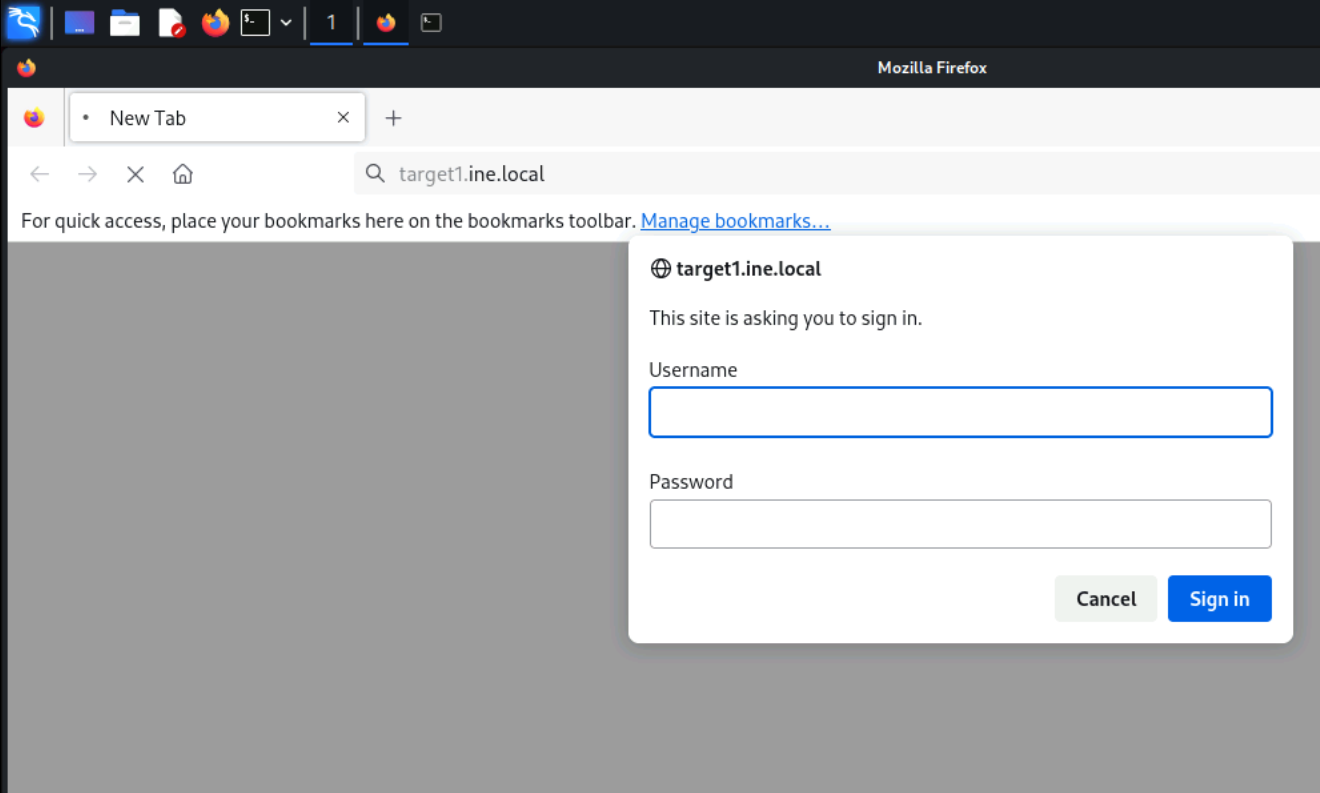 1
Mozilla Firefox
New Tab
target1.ine.local
For quick access, place your bookmarks here on the bookmarks toolbar. Manage bookmarks…
target1.ine.local
This site is asking you to sign in.
Username
Password
Cancel Sign in